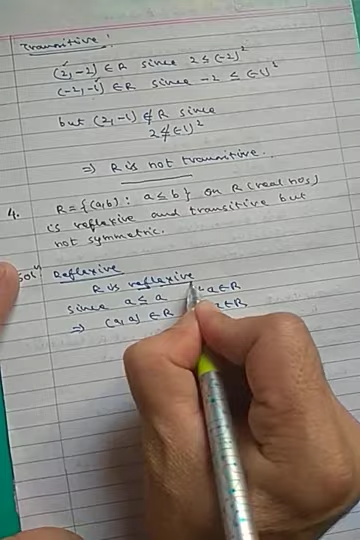 Transitive :
(2, -2) ∈ R since 2 ≤ (-2)²
(-2, -1) ∈ R since -2 ≤ (-1)²
but (2, -1) ∉ R since
2 ≰ (-1)²
⇒ R is not transitive.
4. R = {(a,b) : a ≤ b} on R (real nos)
is reflexive and transitive but
not symmetric.
Solⁿ Reflexive
R is reflexive
since a ≤ a a ∈ R
⇒ (a, a) ∈ R a ∈ R